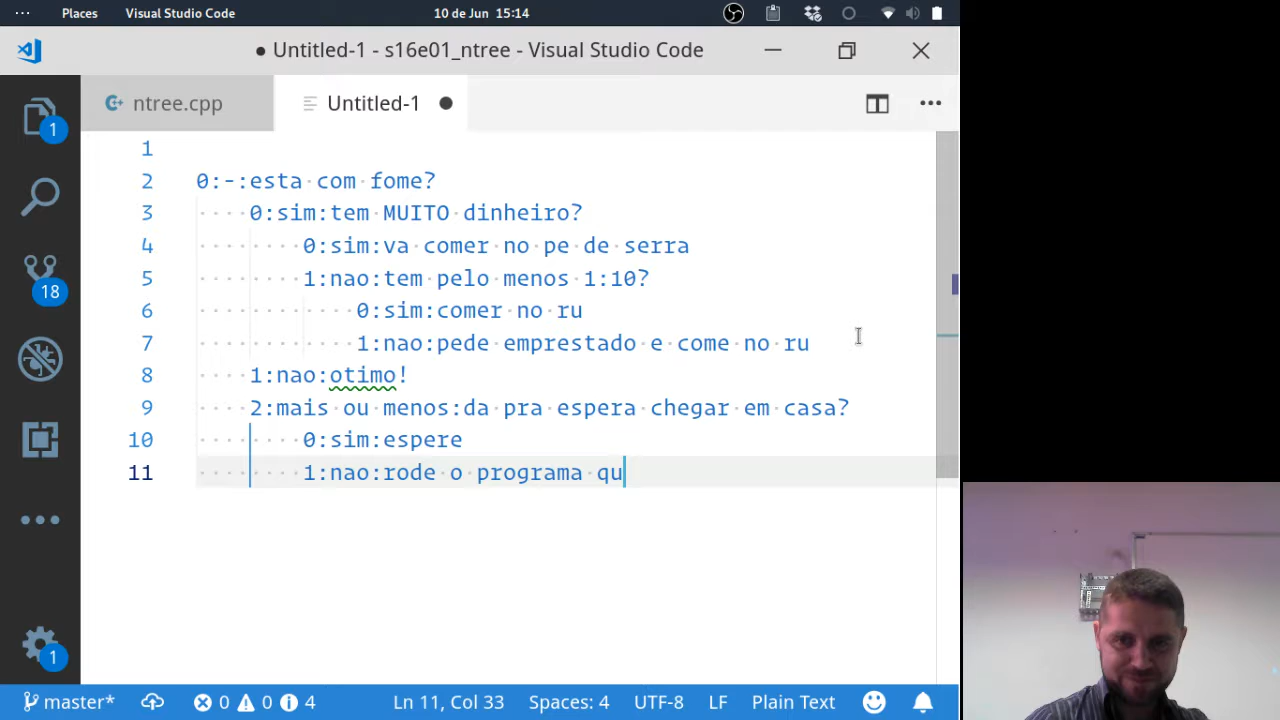 Places Visual Studio Code 10 de Jun 15:14
● Untitled-1 - s16e01_ntree - Visual Studio Code
ntree.cpp Untitled-1
1
2 0:-:esta com fome?
3 0:sim:tem MUITO dinheiro?
4 0:sim:va comer no pe de serra
5 1:nao:tem pelo menos 1:10?
6 0:sim:comer no ru
7 1:nao:pede emprestado e come no ru
8 1:nao:otimo!
9 2:mais ou menos:da pra espera chegar em casa?
10 0:sim:espere
11 1:nao:rode o programa qu
1
18
1
master* 0 0 4 Ln 11, Col 33 Spaces: 4 UTF-8 LF Plain Text